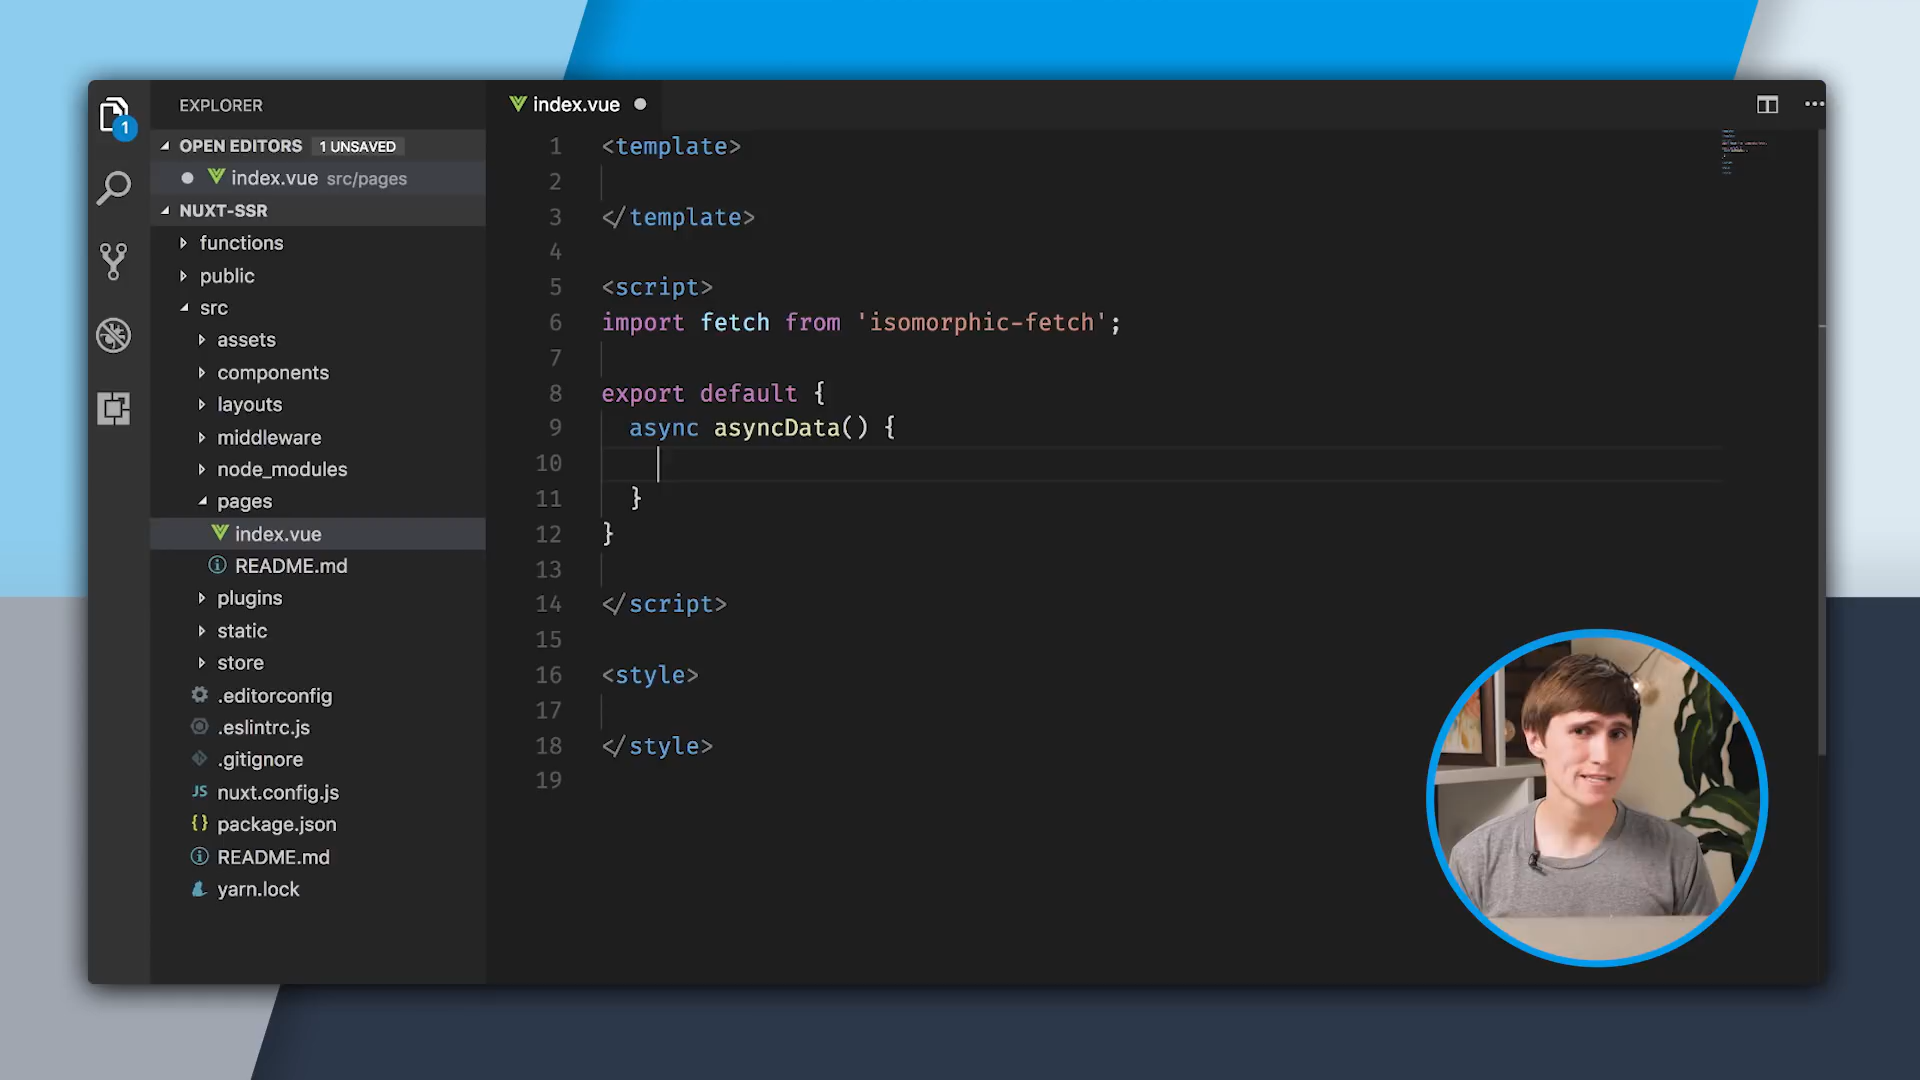 EXPLORER
OPEN EDITORS 1 UNSAVED
index.vue src/pages
NUXT-SSR
functions
public
src
assets
components
layouts
middleware
node_modules
pages
index.vue
README.md
plugins
static
store
.editorconfig
.eslintrc.js
.gitignore
JS nuxt.config.js
{} package.json
README.md
yarn.lock
1
index.vue
1 <template>
2
3 </template>
4
5 <script>
6 import fetch from 'isomorphic-fetch';
7
8 export default {
9 async asyncData() {
10
11 }
12 }
13
14 </script>
15
16 <style>
17
18 </style>
19